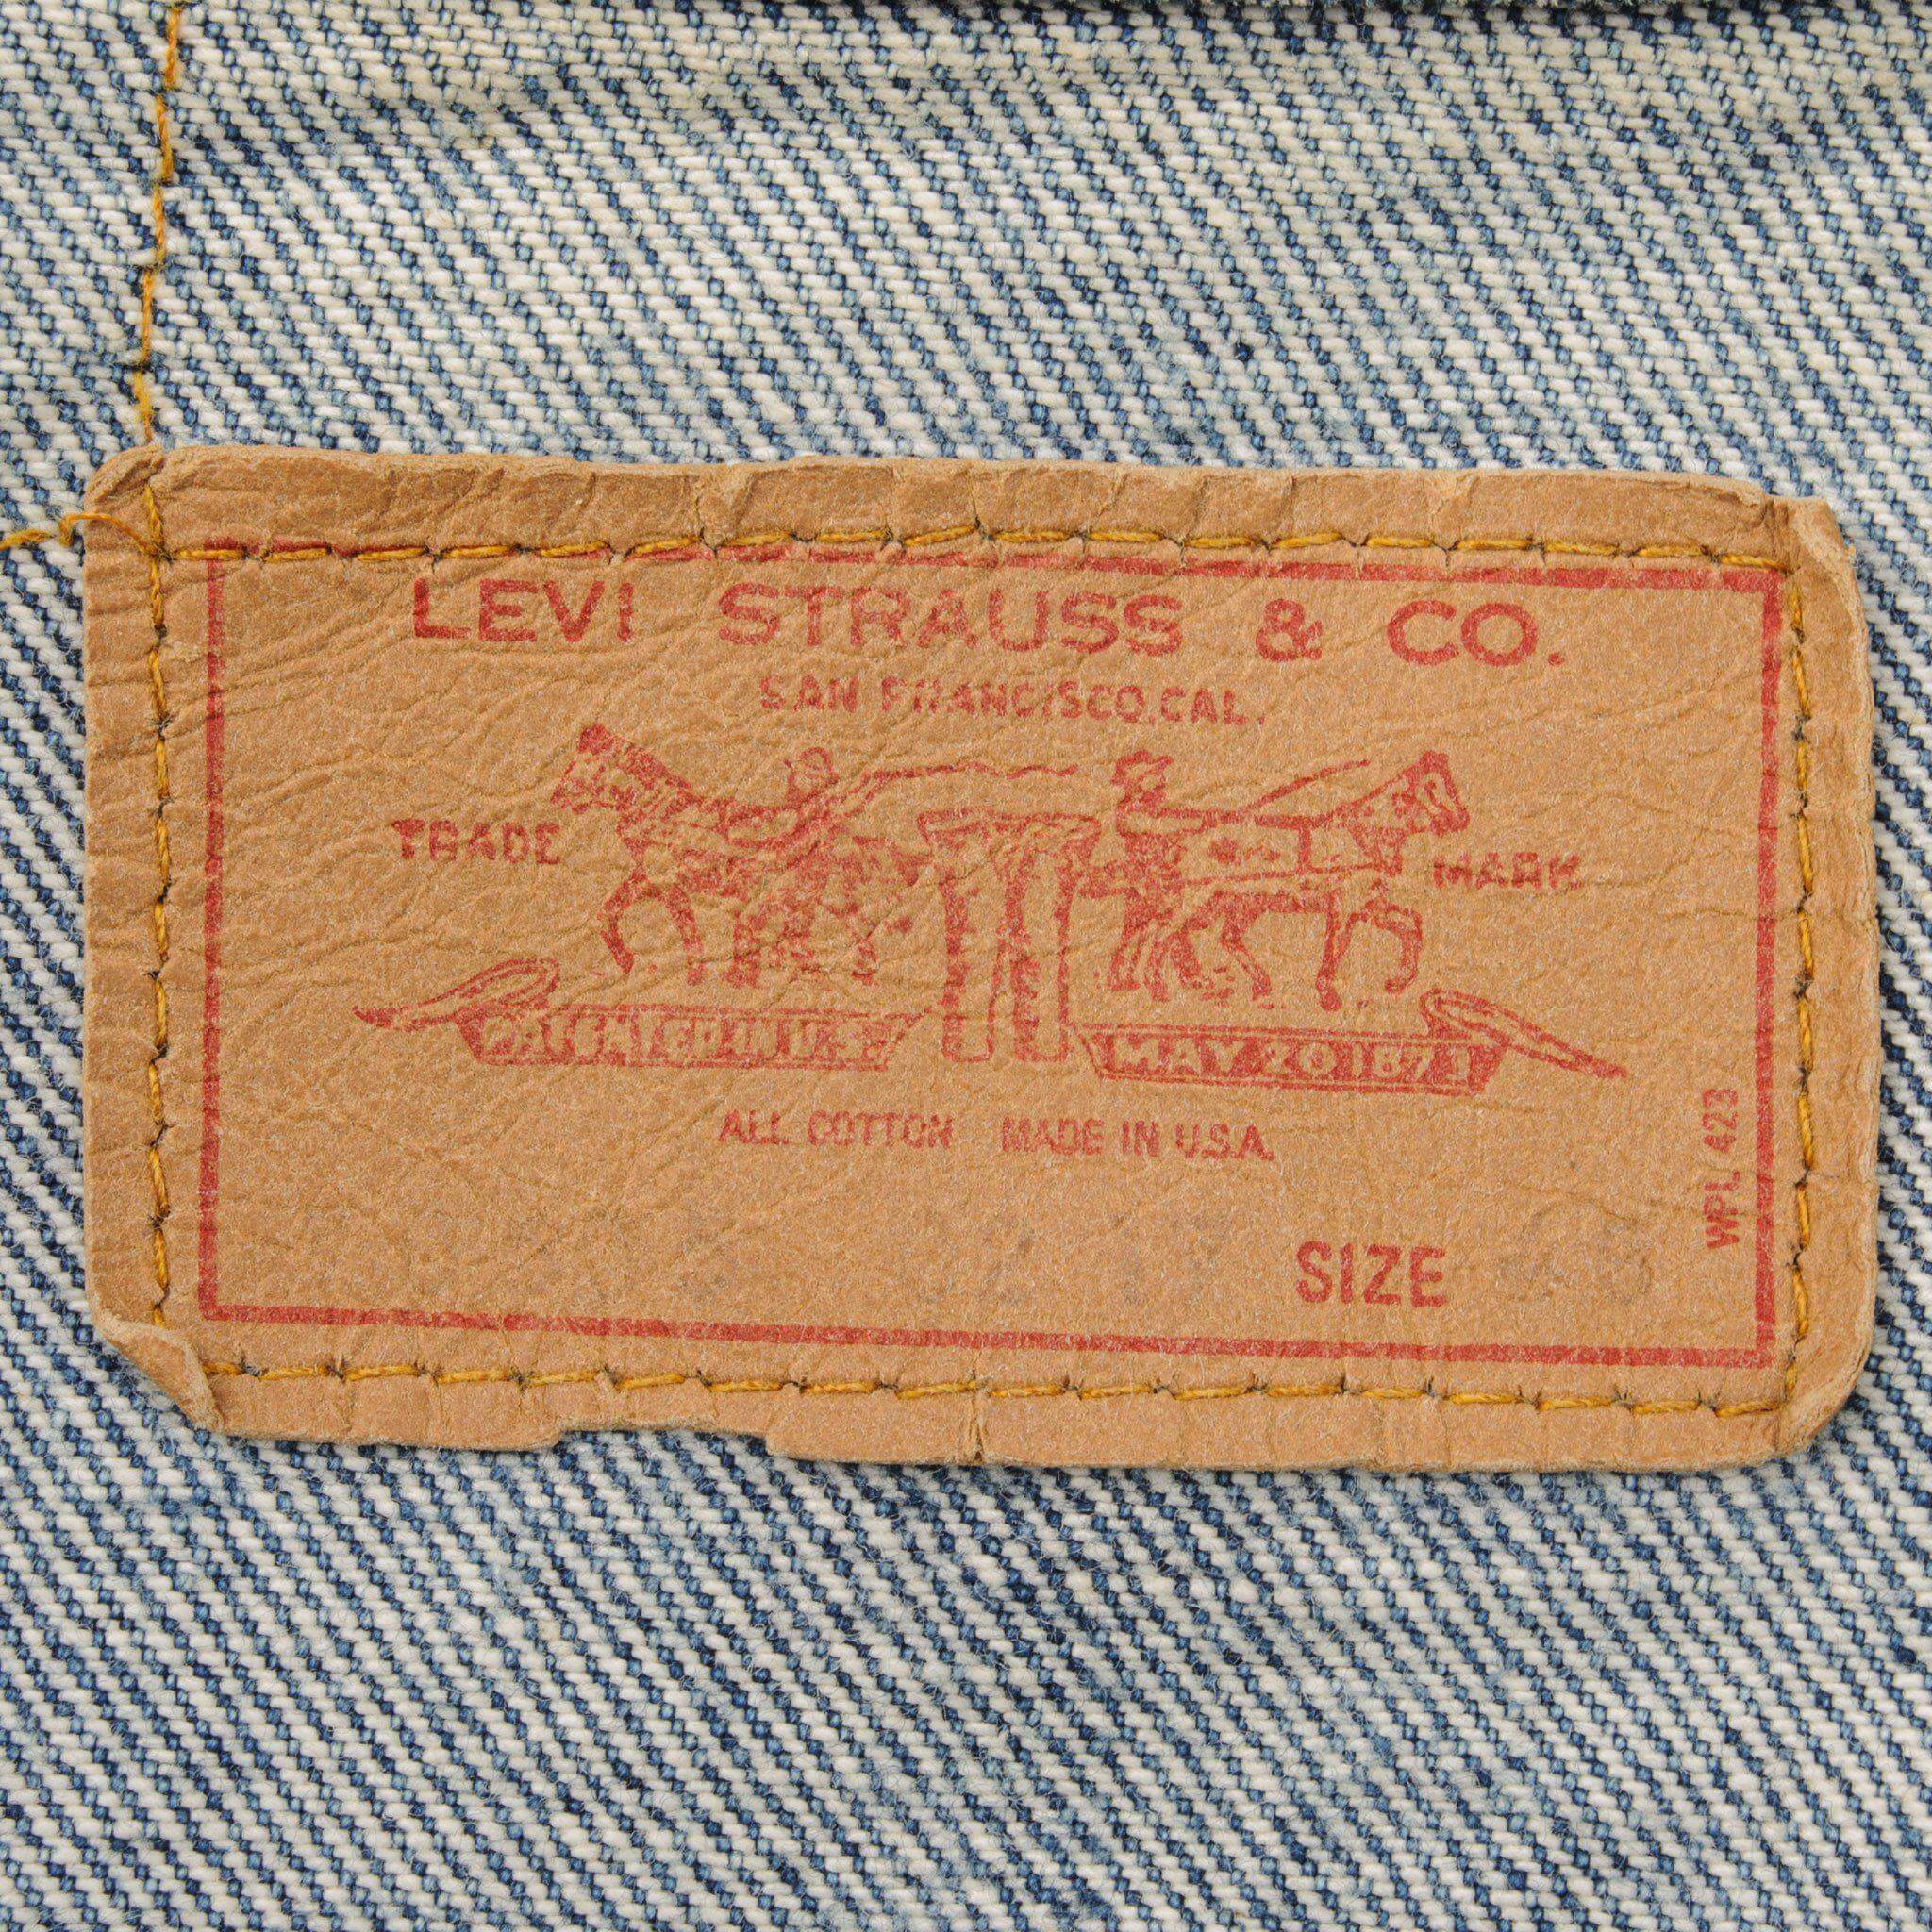 LEVI STRAUSS & CO.
SAN FRANCISCO, CAL.
TRADE MARK
PATENTED IN U.S. MAY 20 1873
ALL COTTON MADE IN U.S.A.
WPL 423
SIZE